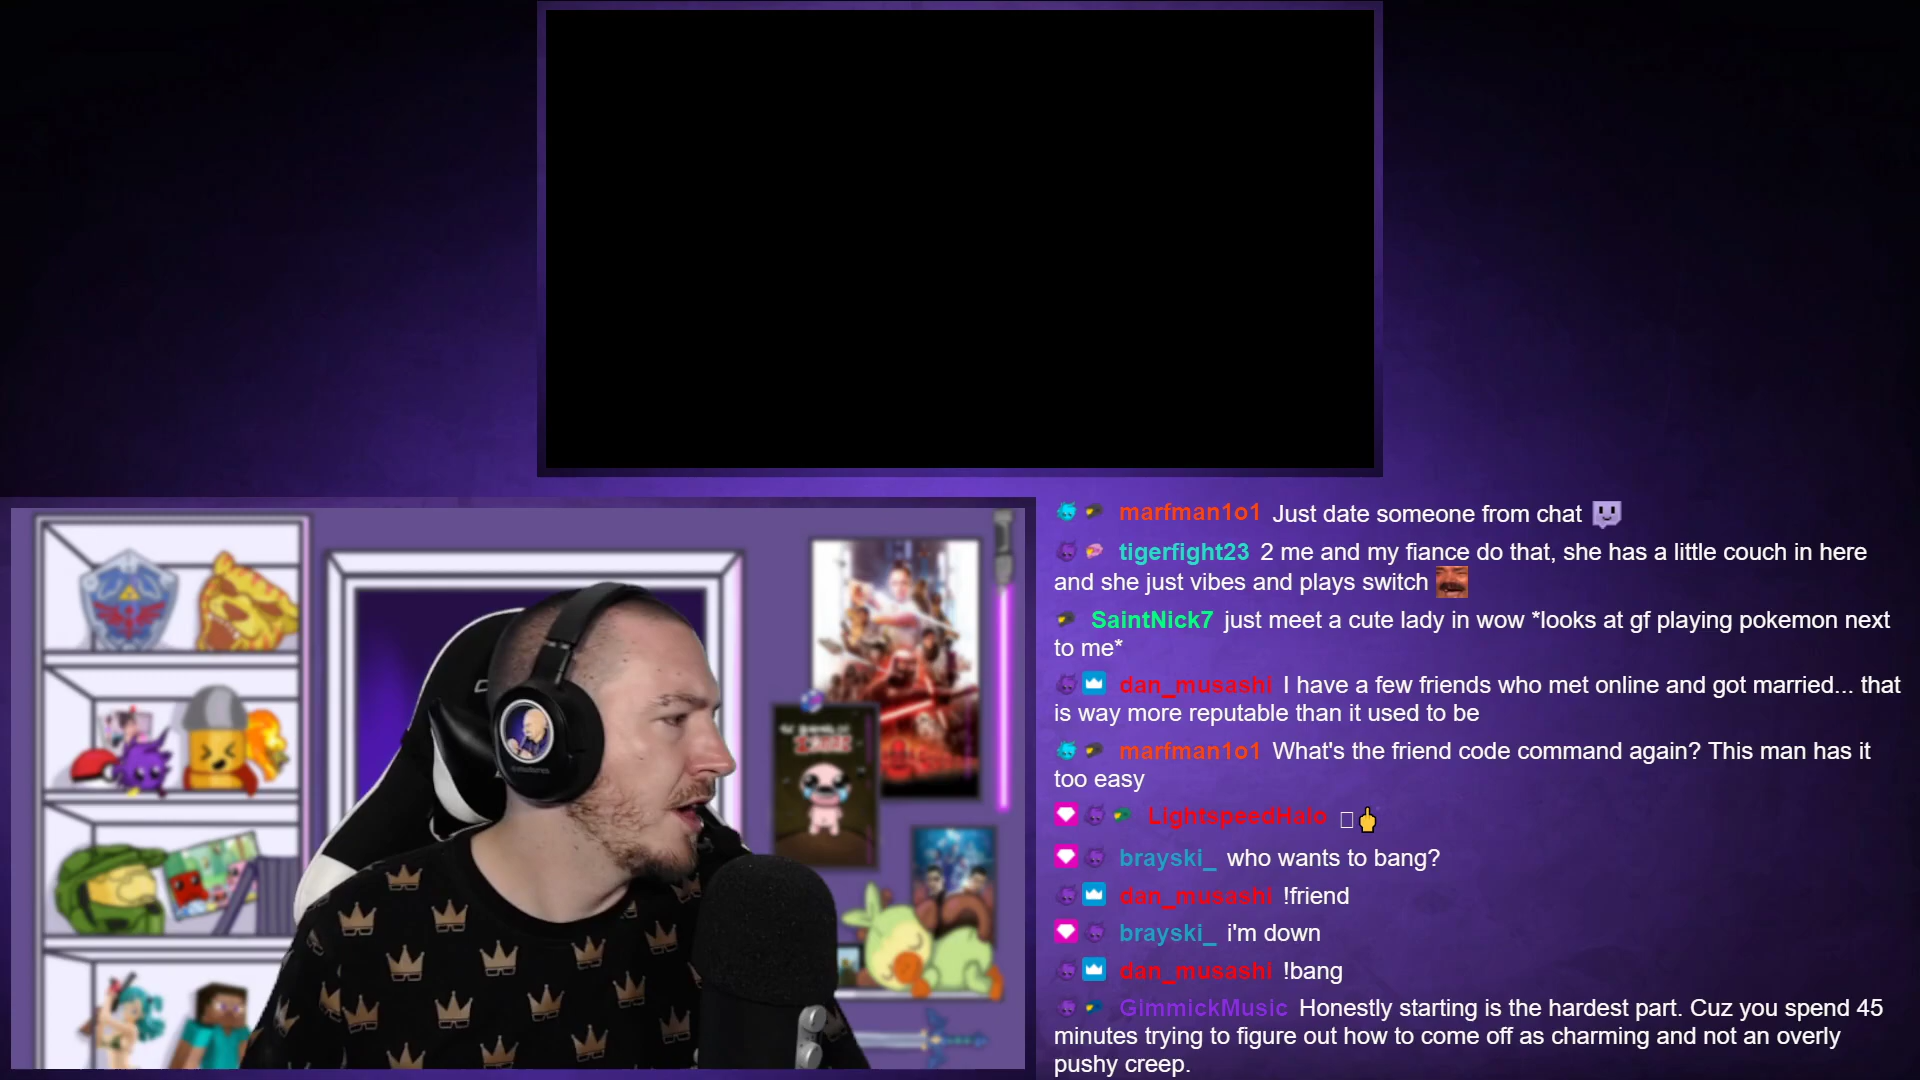 marfman1o1 Just date someone from chat
tigerfight23 2 me and my fiance do that, she has a little couch in here
and she just vibes and plays switch
SaintNick7 just meet a cute lady in wow *looks at gf playing pokemon next
to me*
dan_musashi I have a few friends who met online and got married... that
is way more reputable than it used to be
marfman1o1 What's the friend code command again? This man has it
too easy
LightspeedHalo 🖕
brayski_ who wants to bang?
dan_musashi !friend
brayski_ i'm down
dan_musashi !bang
GimmickMusic Honestly starting is the hardest part. Cuz you spend 45
minutes trying to figure out how to come off as charming and not an overly
pushy creep.